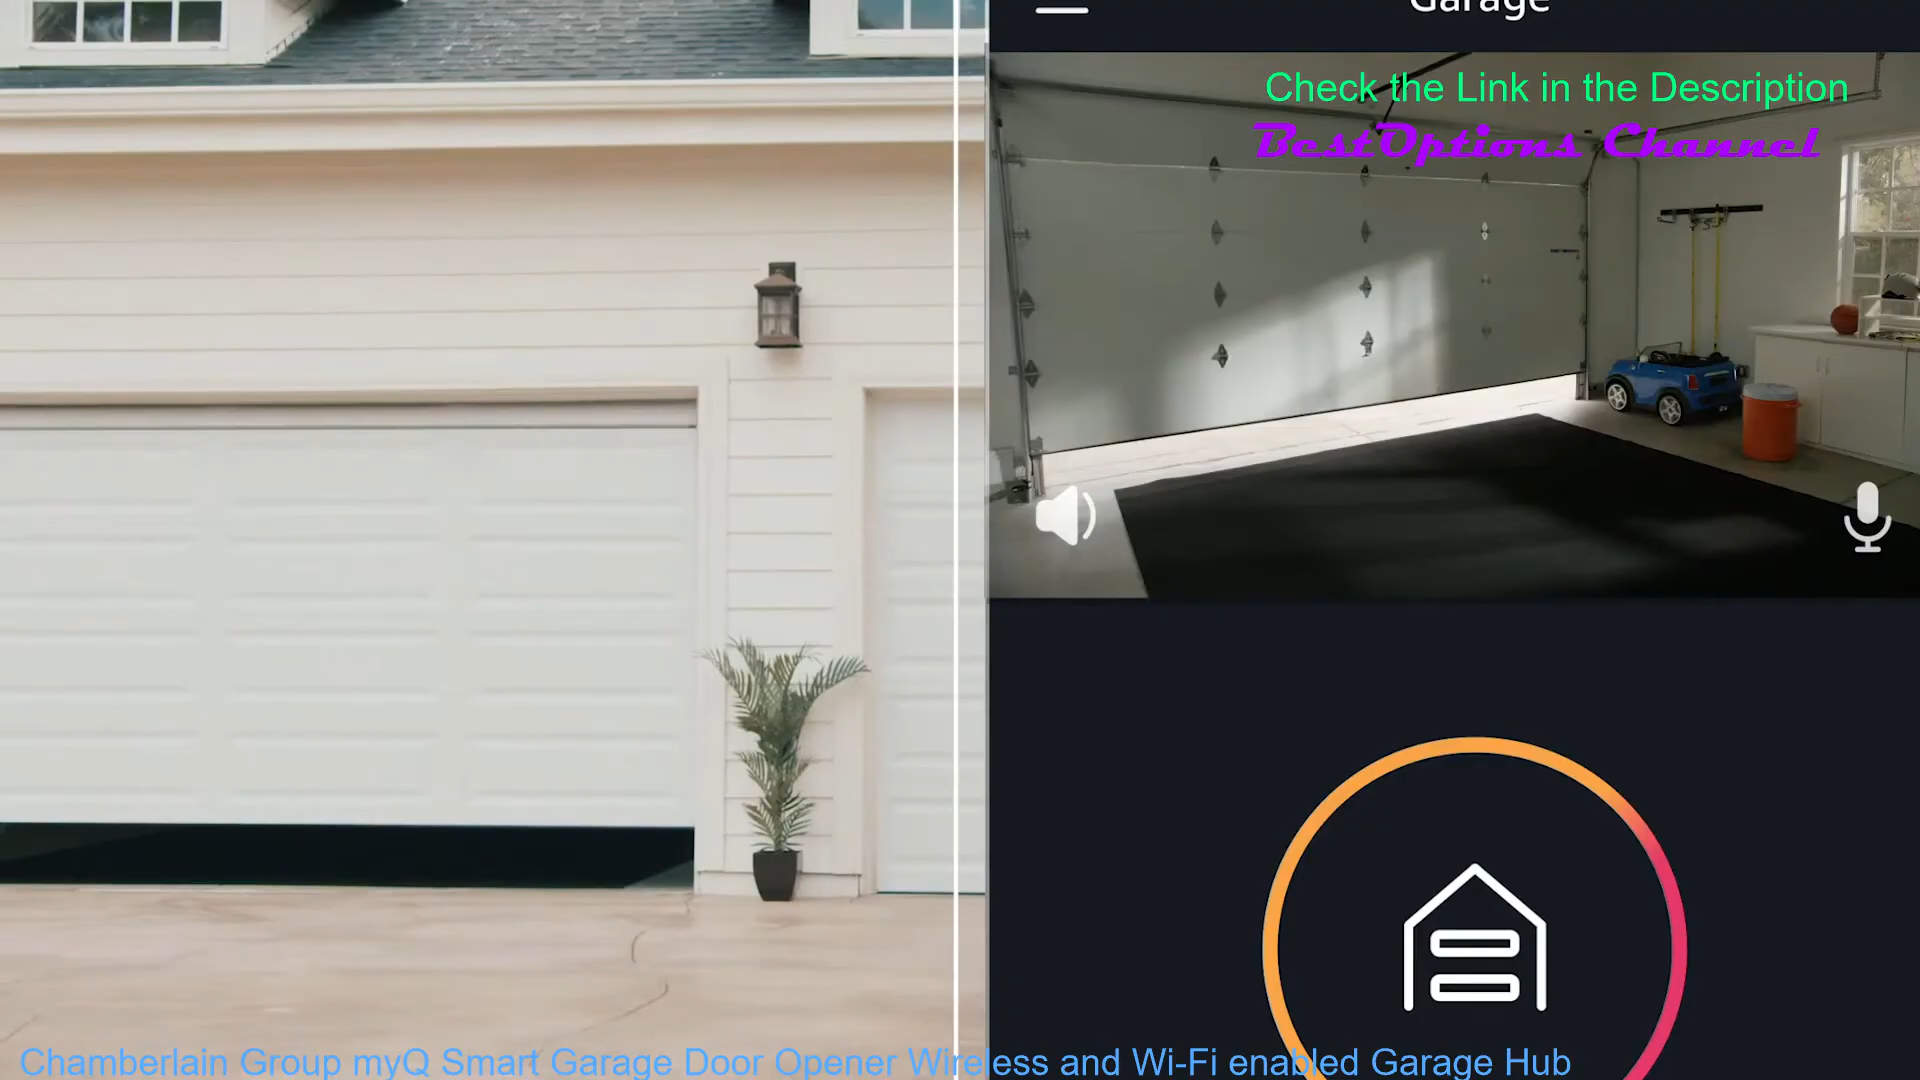 Garage
Check the Link in the Description
BestOptions Channel
Chamberlain Group myQ Smart Garage Door Opener Wireless and Wi-Fi enabled Garage Hub